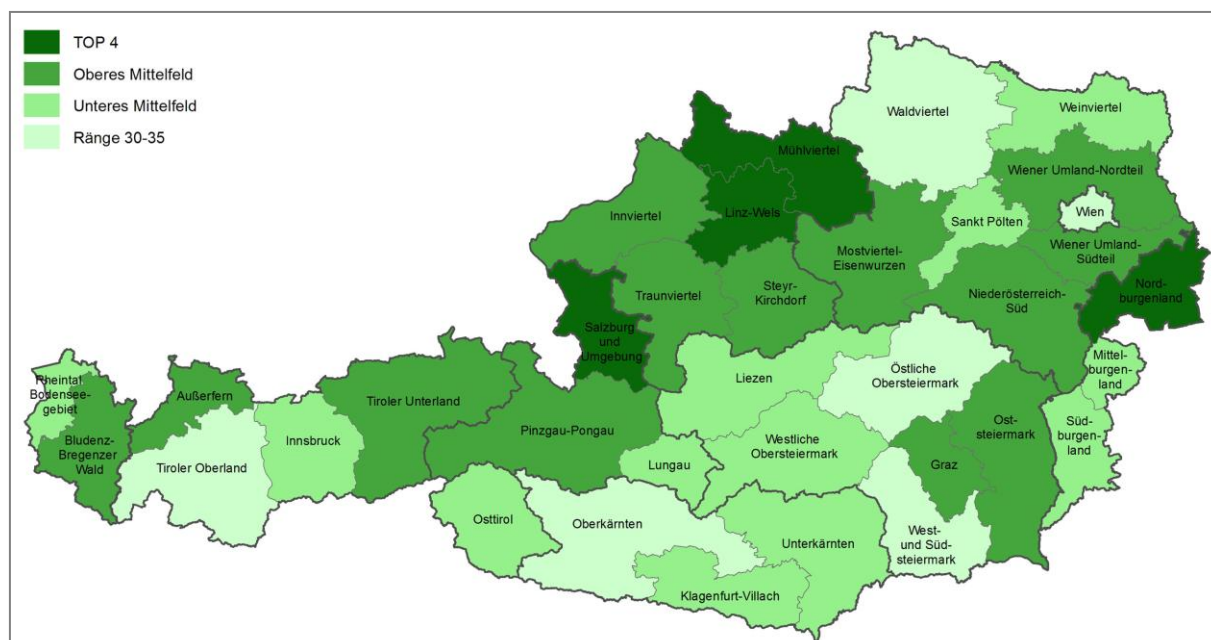 TOP 4
Oberes Mittelfeld
Unteres Mittelfeld
Ränge 30-35
Waldviertel
Weinviertel
Mühlviertel
Wiener Umland-Nordteil
Innviertel
Linz-Wels
Sankt Pölten
Wien
Mostviertel-
Eisenwurzen
Wiener Umland-
Südteil
Traunviertel
Steyr-
Kirchdorf
Niederösterreich-
Süd
Nord-
burgenland
Salzburg
und
Umgebung
Mittel-
burgen-
land
Rheintal-
Bodensee-
gebiet
Außerfern
Tiroler Unterland
Liezen
Östliche
Obersteiermark
Bludenz-
Bregenzer
Wald
Innsbruck
Pinzgau-Pongau
Ost-
steiermark
Süd-
burgen-
land
Tiroler Oberland
Lungau
Westliche
Obersteiermark
Graz
Osttirol
Oberkärnten
Unterkärnten
West-
und Süd-
steiermark
Klagenfurt-Villach